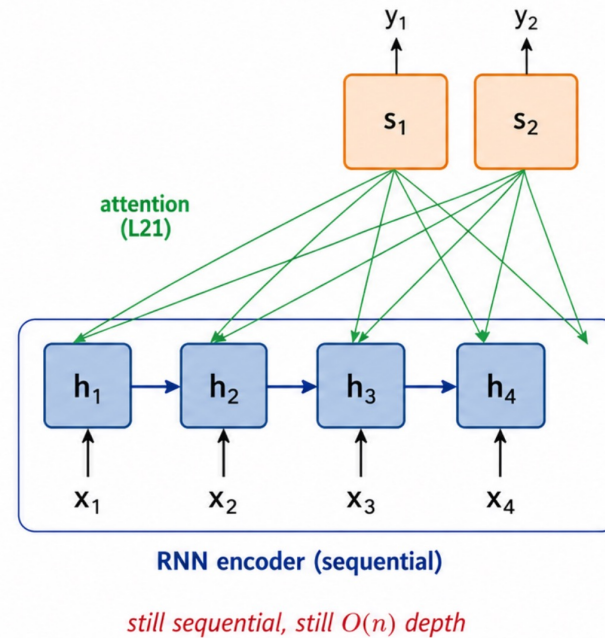 y₁ y₂
s₁ s₂
attention
(L21)
h₁ h₂ h₃ h₄
x₁ x₂ x₃ x₄
RNN encoder (sequential)
still sequential, still O(n) depth